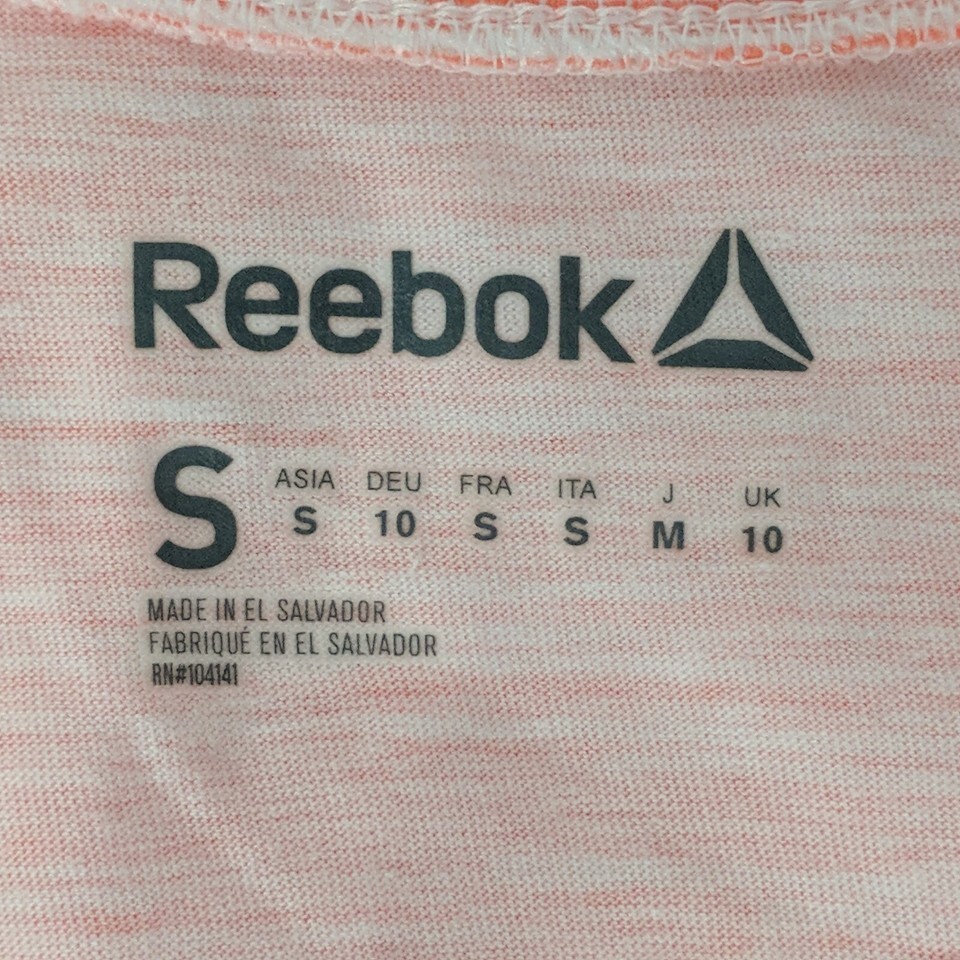 Reebok
S
ASIA DEU FRA ITA J UK
S 10 S S M 10
MADE IN EL SALVADOR
FABRIQUÉ EN EL SALVADOR
RN#104141